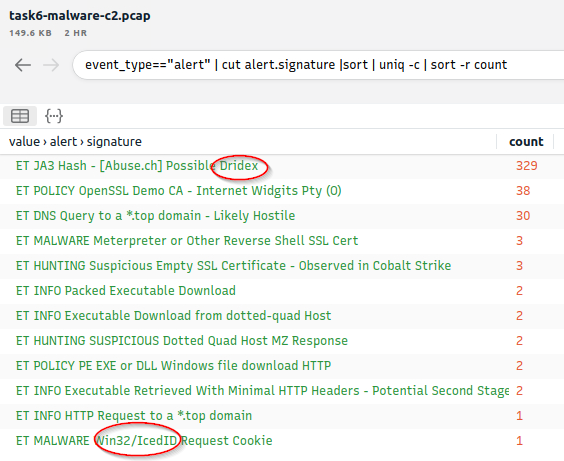 task6-malware-c2.pcap
149.6 KB 2 HR
event_type=="alert" | cut alert.signature |sort | uniq -c | sort -r count
value › alert › signature count
ET JA3 Hash - [Abuse.ch] Possible Dridex 329
ET POLICY OpenSSL Demo CA - Internet Widgits Pty (O) 38
ET DNS Query to a *.top domain - Likely Hostile 30
ET MALWARE Meterpreter or Other Reverse Shell SSL Cert 3
ET HUNTING Suspicious Empty SSL Certificate - Observed in Cobalt Strike 3
ET INFO Packed Executable Download 2
ET INFO Executable Download from dotted-quad Host 2
ET HUNTING SUSPICIOUS Dotted Quad Host MZ Response 2
ET POLICY PE EXE or DLL Windows file download HTTP 2
ET INFO Executable Retrieved With Minimal HTTP Headers - Potential Second Stage 2
ET INFO HTTP Request to a *.top domain 1
ET MALWARE Win32/IcedID Request Cookie 1